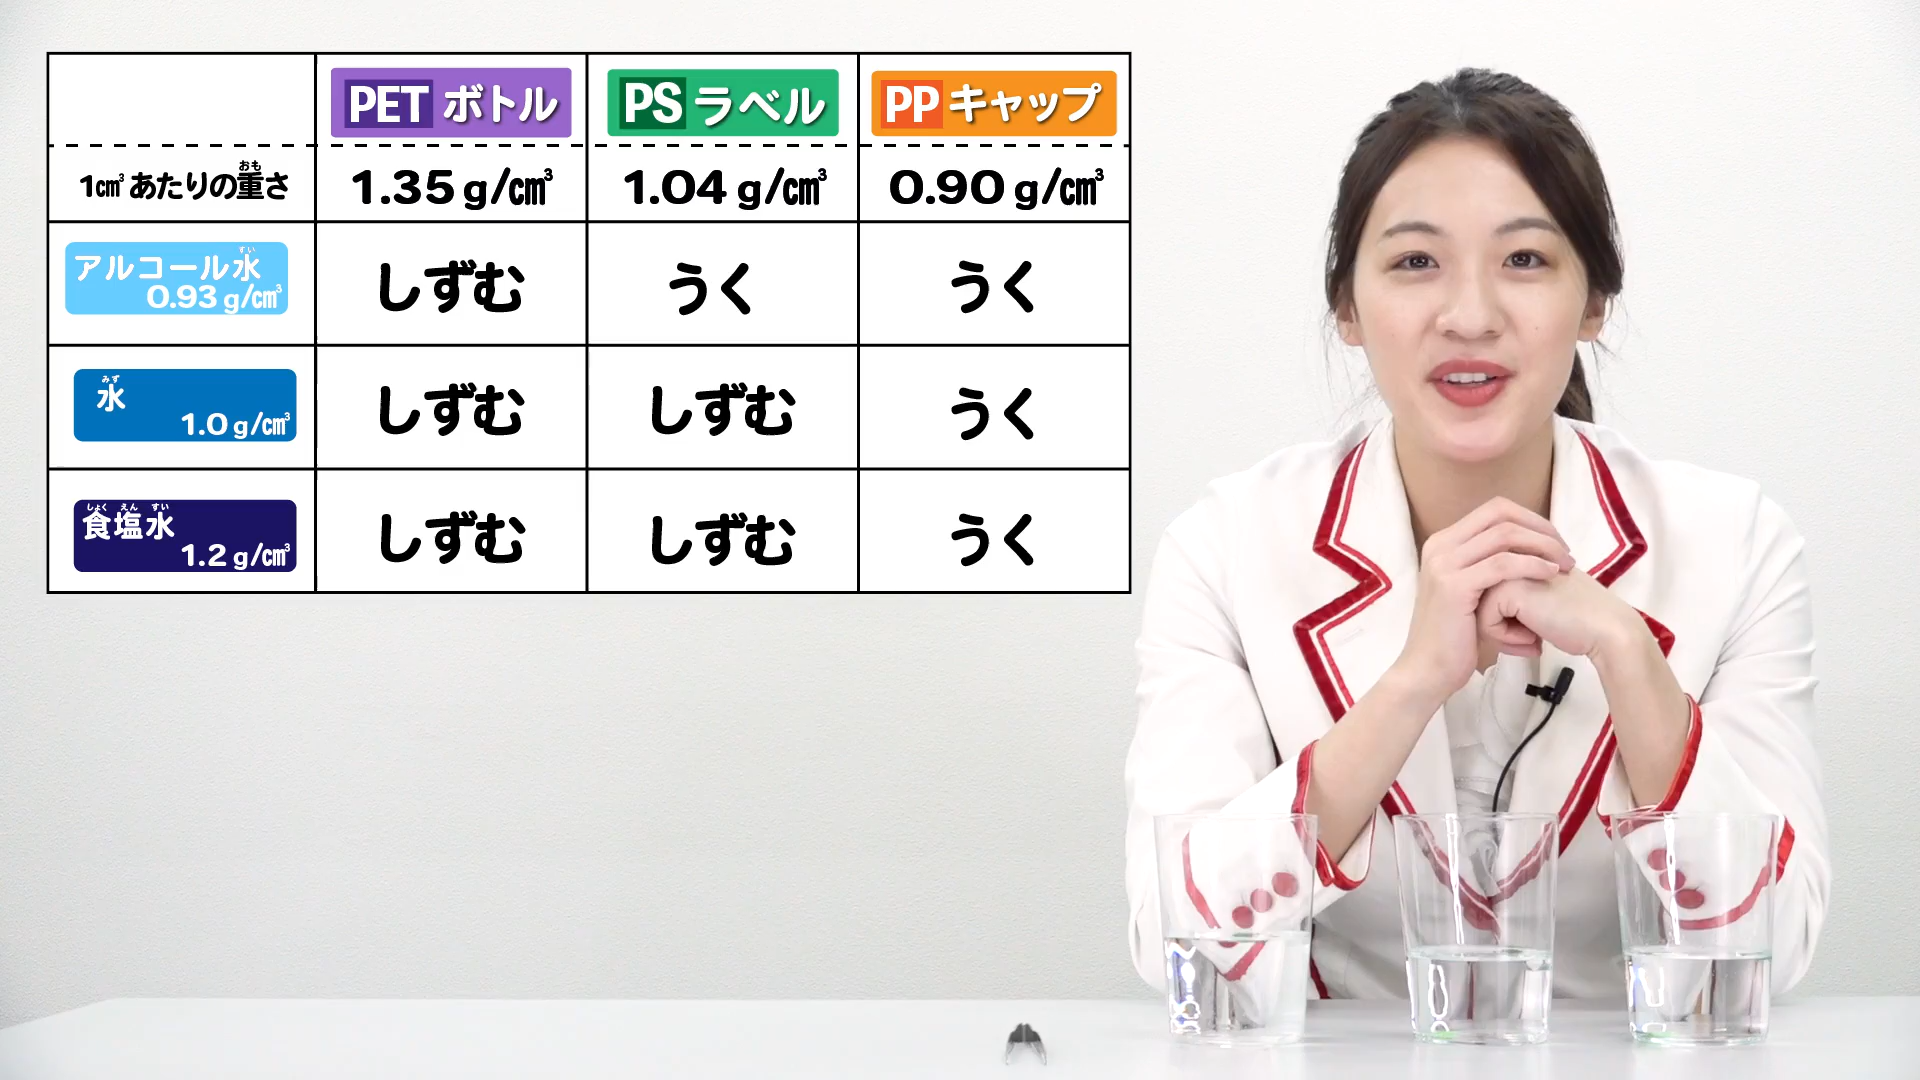 PET ボトル
PS ラベル
PP キャップ
1㎝³あたりの重さ
おも
1.35 g/㎝³
1.04 g/㎝³
0.90 g/㎝³
アルコール水
すい
0.93 g/㎝³
しずむ
うく
うく
みず
水
1.0 g/㎝³
しずむ
しずむ
うく
しょく えん すい
食塩水
1.2 g/㎝³
しずむ
しずむ
うく